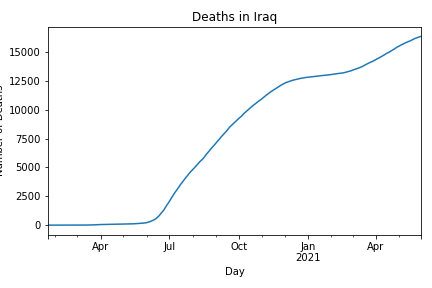 Deaths in Iraq
Number of Deaths
15000
12500
10000
7500
5000
2500
0
Apr
Jul
Oct
Jan
2021
Apr
Day